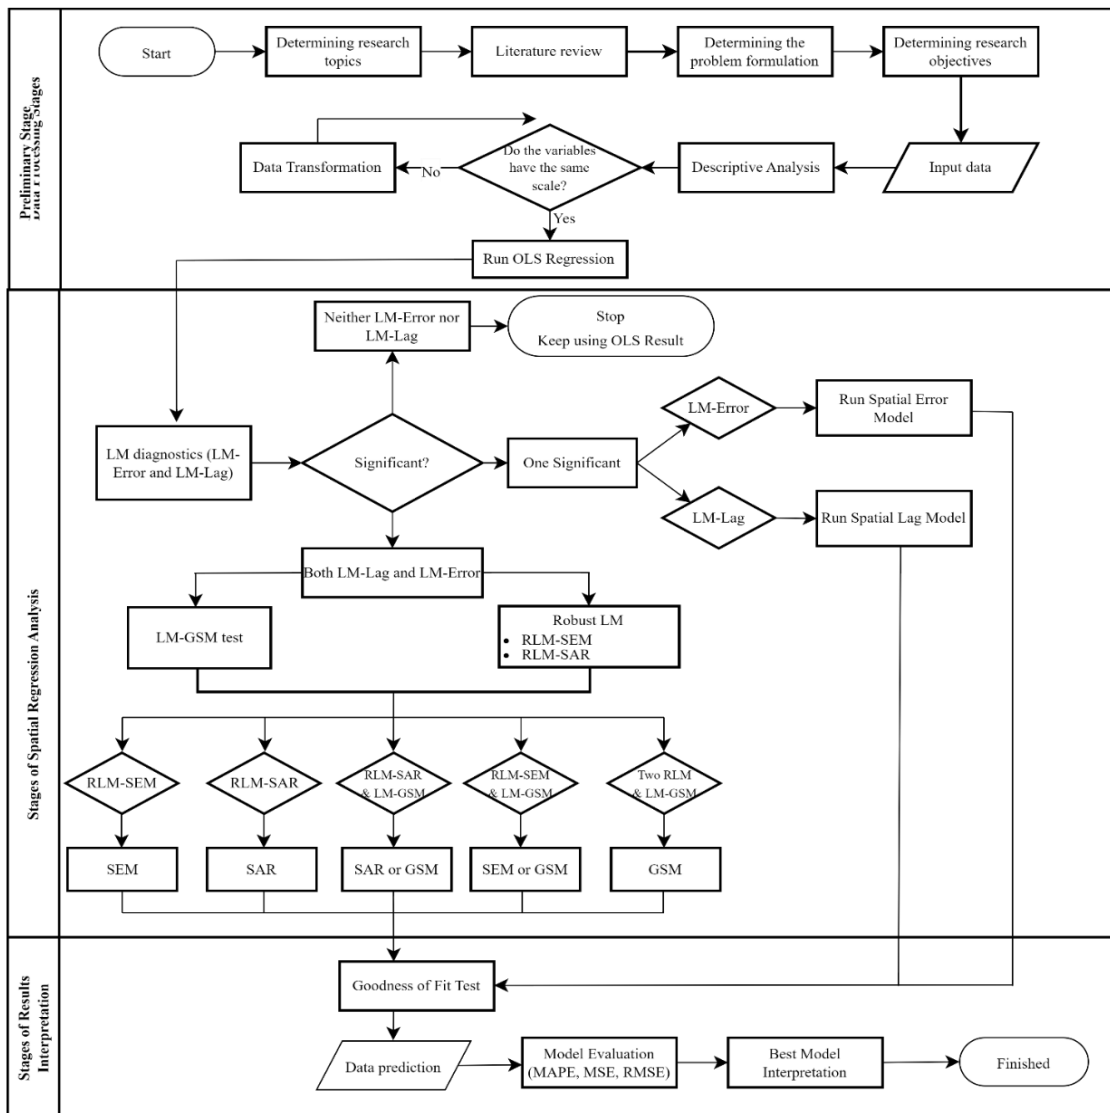 Preliminary Stage
Data Processing Stages
Start
Determining research
topics
Literature review
Determining the
problem formulation
Determining research
objectives
Data Transformation
No
Do the variables
have the same
scale?
Descriptive Analysis
Input data
Yes
Run OLS Regression
Stages of Spatial Regression Analysis
Neither LM-Error nor
LM-Lag
Stop
Keep using OLS Result
LM diagnostics (LM-
Error and LM-Lag)
Significant?
One Significant
LM-Error
Run Spatial Error
Model
LM-Lag
Run Spatial Lag Model
Both LM-Lag and LM-Error
LM-GSM test
Robust LM
• RLM-SEM
• RLM-SAR
RLM-SEM
RLM-SAR
RLM-SAR
& LM-GSM
RLM-SEM
& LM-GSM
Two RLM
& LM-GSM
SEM
SAR
SAR or GSM
SEM or GSM
GSM
Stages of Results
Interpretation
Goodness of Fit Test
Data prediction
Model Evaluation
(MAPE, MSE, RMSE)
Best Model
Interpretation
Finished